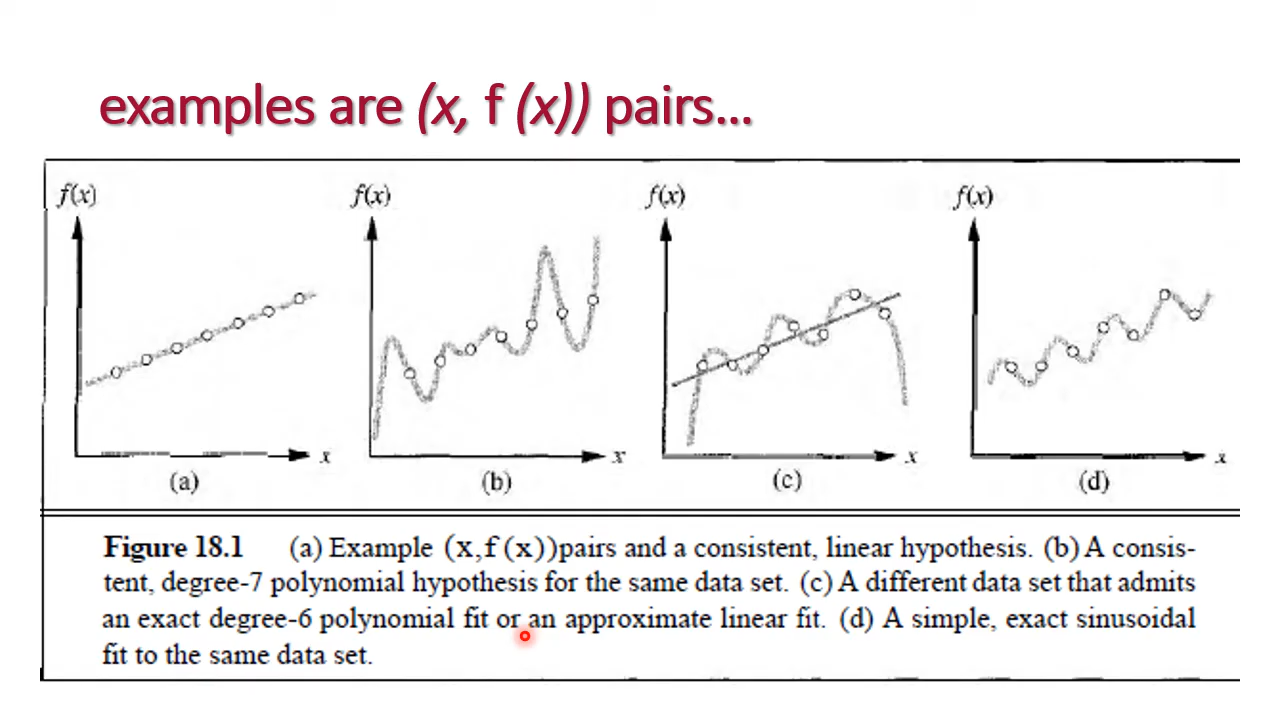 examples are (x, f (x)) pairs...
f(x) f(x) f(x) f(x)
x x x x
(a) (b) (c) (d)
Figure 18.1 (a) Example (x,f (x))pairs and a consistent, linear hypothesis. (b) A consis-
tent, degree-7 polynomial hypothesis for the same data set. (c) A different data set that admits
an exact degree-6 polynomial fit or an approximate linear fit. (d) A simple, exact sinusoidal
fit to the same data set.